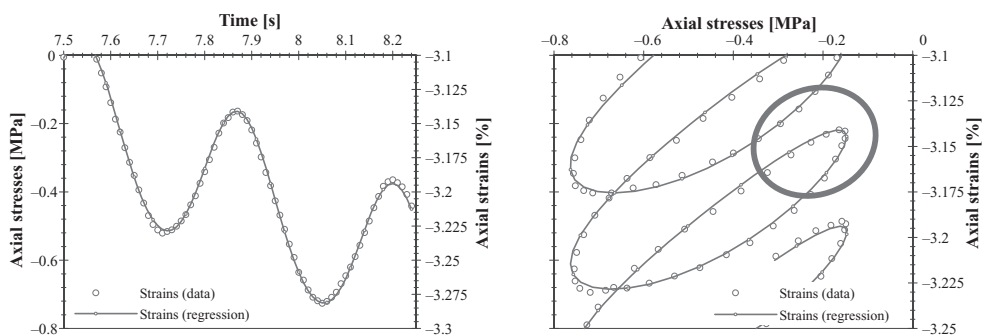 Time [s]
7.5 7.6 7.7 7.8 7.9 8 8.1 8.2
0 –3.1
–3.125
–0.2 –3.15
–3.175
–0.4 –3.2
–3.225
–0.6 –3.25
–3.275
–0.8 –3.3
Axial stresses [MPa]
Axial strains [%]
Strains (data)
Strains (regression)
Axial stresses [MPa]
–0.8 –0.6 –0.4 –0.2 0
–3.1
–3.125
–3.15
–3.175
–3.2
–3.225
–3.25
Axial strains [%]
Strains (data)
Strains (regression)